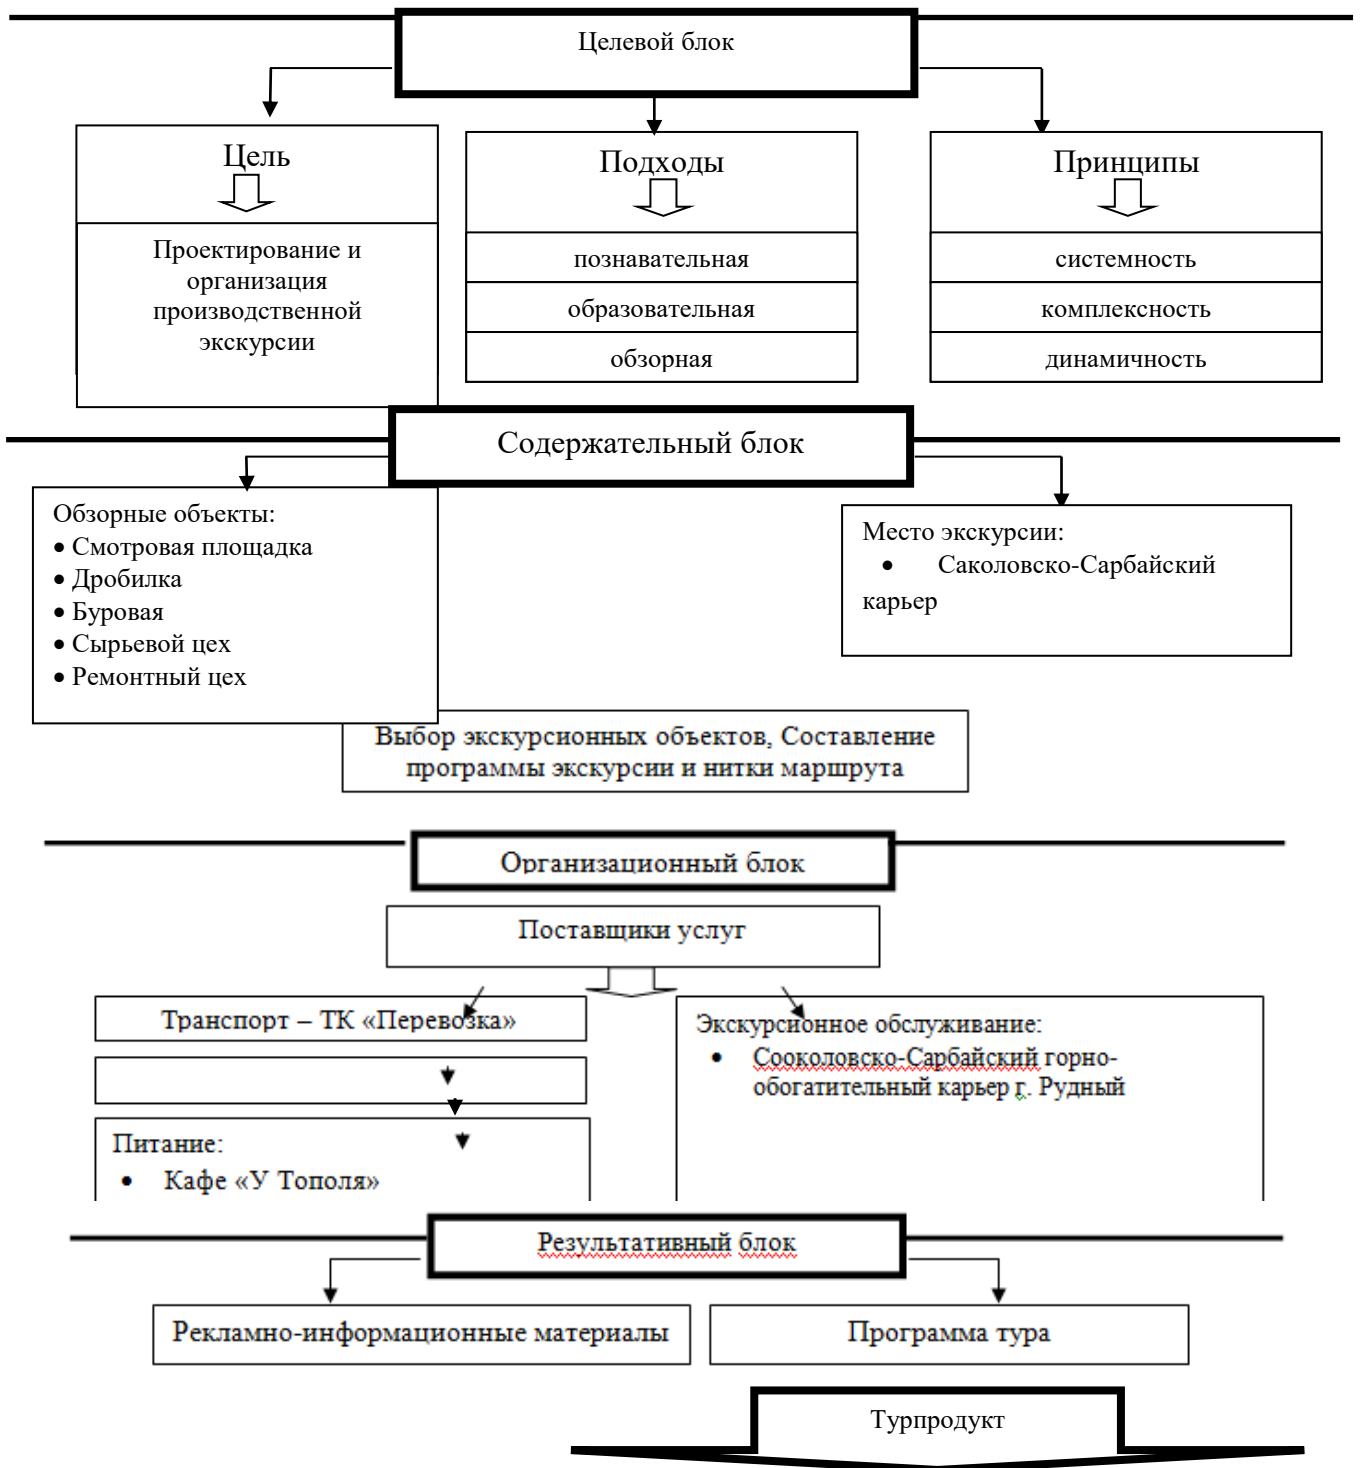 Целевой блок
Цель
Проектирование и
организация
производственной
экскурсии
Подходы
познавательная
образовательная
обзорная
Принципы
системность
комплексность
динамичность
Содержательный блок
Обзорные объекты:
• Смотровая площадка
• Дробилка
• Буровая
• Сырьевой цех
• Ремонтный цех
Место экскурсии:
• Саколовско-Сарбайский
карьер
Выбор экскурсионных объектов, Составление
программы экскурсии и нитки маршрута
Организационный блок
Поставщики услуг
Транспорт – ТК «Перевозка»
Питание:
• Кафе «У Тополя»
Экскурсионное обслуживание:
• Сооколовско-Сарбайский горно-
обогатительный карьер г. Рудный
Результативный блок
Рекламно-информационные материалы
Программа тура
Турпродукт